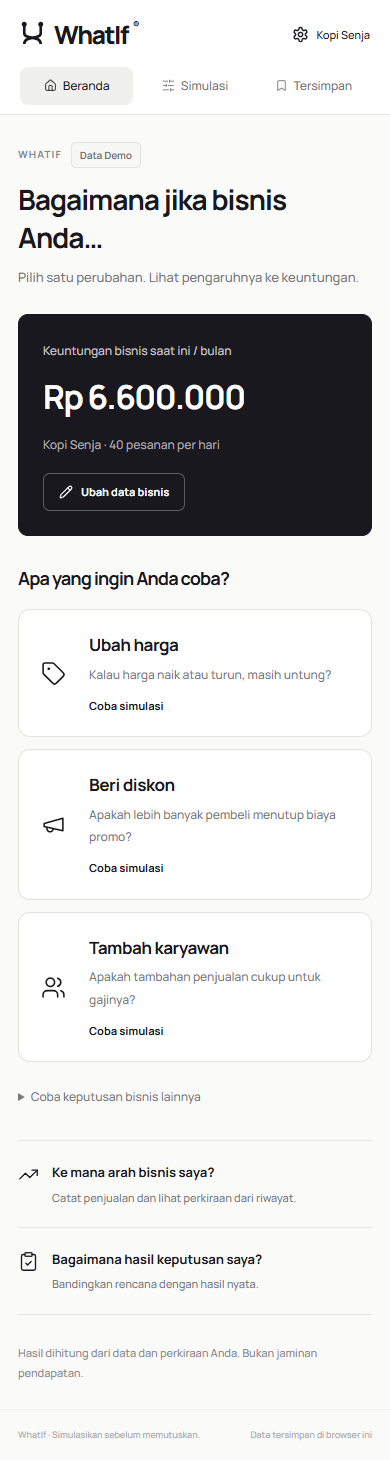 WhatIf
Kopi Senja
Beranda
Simulasi
Tersimpan
WHATIF
Data Demo
Bagaimana jika bisnis
Anda...
Pilih satu perubahan. Lihat pengaruhnya ke keuntungan.
Keuntungan bisnis saat ini / bulan
Rp 6.600.000
Kopi Senja · 40 pesanan per hari
Ubah data bisnis
Apa yang ingin Anda coba?
Ubah harga
Kalau harga naik atau turun, masih untung?
Coba simulasi
Beri diskon
Apakah lebih banyak pembeli menutup biaya
promo?
Coba simulasi
Tambah karyawan
Apakah tambahan penjualan cukup untuk
gajinya?
Coba simulasi
Coba keputusan bisnis lainnya
Ke mana arah bisnis saya?
Catat penjualan dan lihat perkiraan dari riwayat.
Bagaimana hasil keputusan saya?
Bandingkan rencana dengan hasil nyata.
Hasil dihitung dari data dan perkiraan Anda. Bukan jaminan
pendapatan.
WhatIf · Simulasikan sebelum memutuskan.
Data tersimpan di browser ini